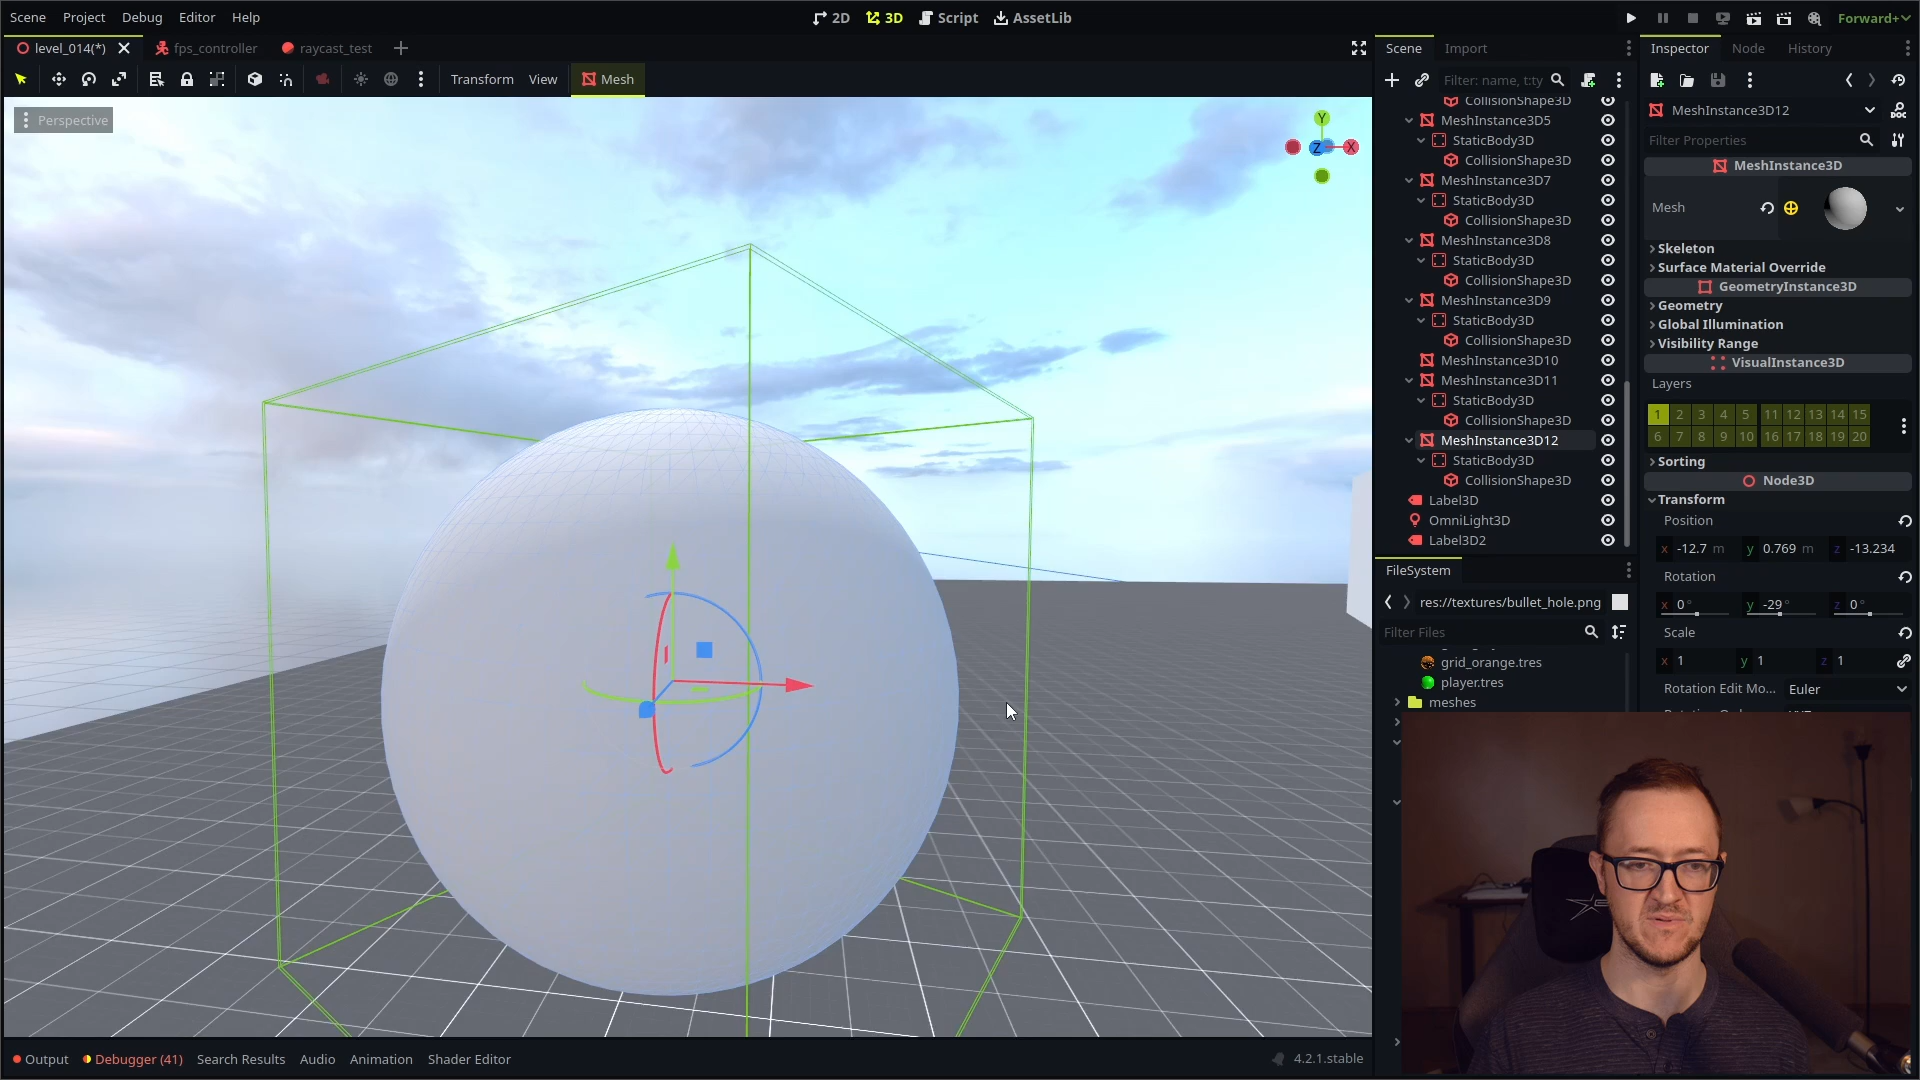 Scene Project Debug Editor Help
2D 3D Script AssetLib
Forward+
level_014(*) fps_controller raycast_test
Transform View Mesh
Perspective
Y
Z X
Scene Import
Filter: name, t:ty
CollisionShape3D
MeshInstance3D5
StaticBody3D
CollisionShape3D
MeshInstance3D7
StaticBody3D
CollisionShape3D
MeshInstance3D8
StaticBody3D
CollisionShape3D
MeshInstance3D9
StaticBody3D
CollisionShape3D
MeshInstance3D10
MeshInstance3D11
StaticBody3D
CollisionShape3D
MeshInstance3D12
StaticBody3D
CollisionShape3D
Label3D
OmniLight3D
Label3D2
FileSystem
res://textures/bullet_hole.png
Filter Files
grid_orange.tres
player.tres
meshes
Inspector Node History
MeshInstance3D12
Filter Properties
MeshInstance3D
Mesh
Skeleton
Surface Material Override
GeometryInstance3D
Geometry
Global Illumination
Visibility Range
VisualInstance3D
Layers
1 2 3 4 5 11 12 13 14 15
6 7 8 9 10 16 17 18 19 20
Sorting
Node3D
Transform
Position
x -12.7 m y 0.769 m z -13.234
Rotation
x 0° y -29° z 0°
Scale
x 1 y 1 z 1
Rotation Edit Mo... Euler
Output Debugger (41) Search Results Audio Animation Shader Editor
4.2.1.stable